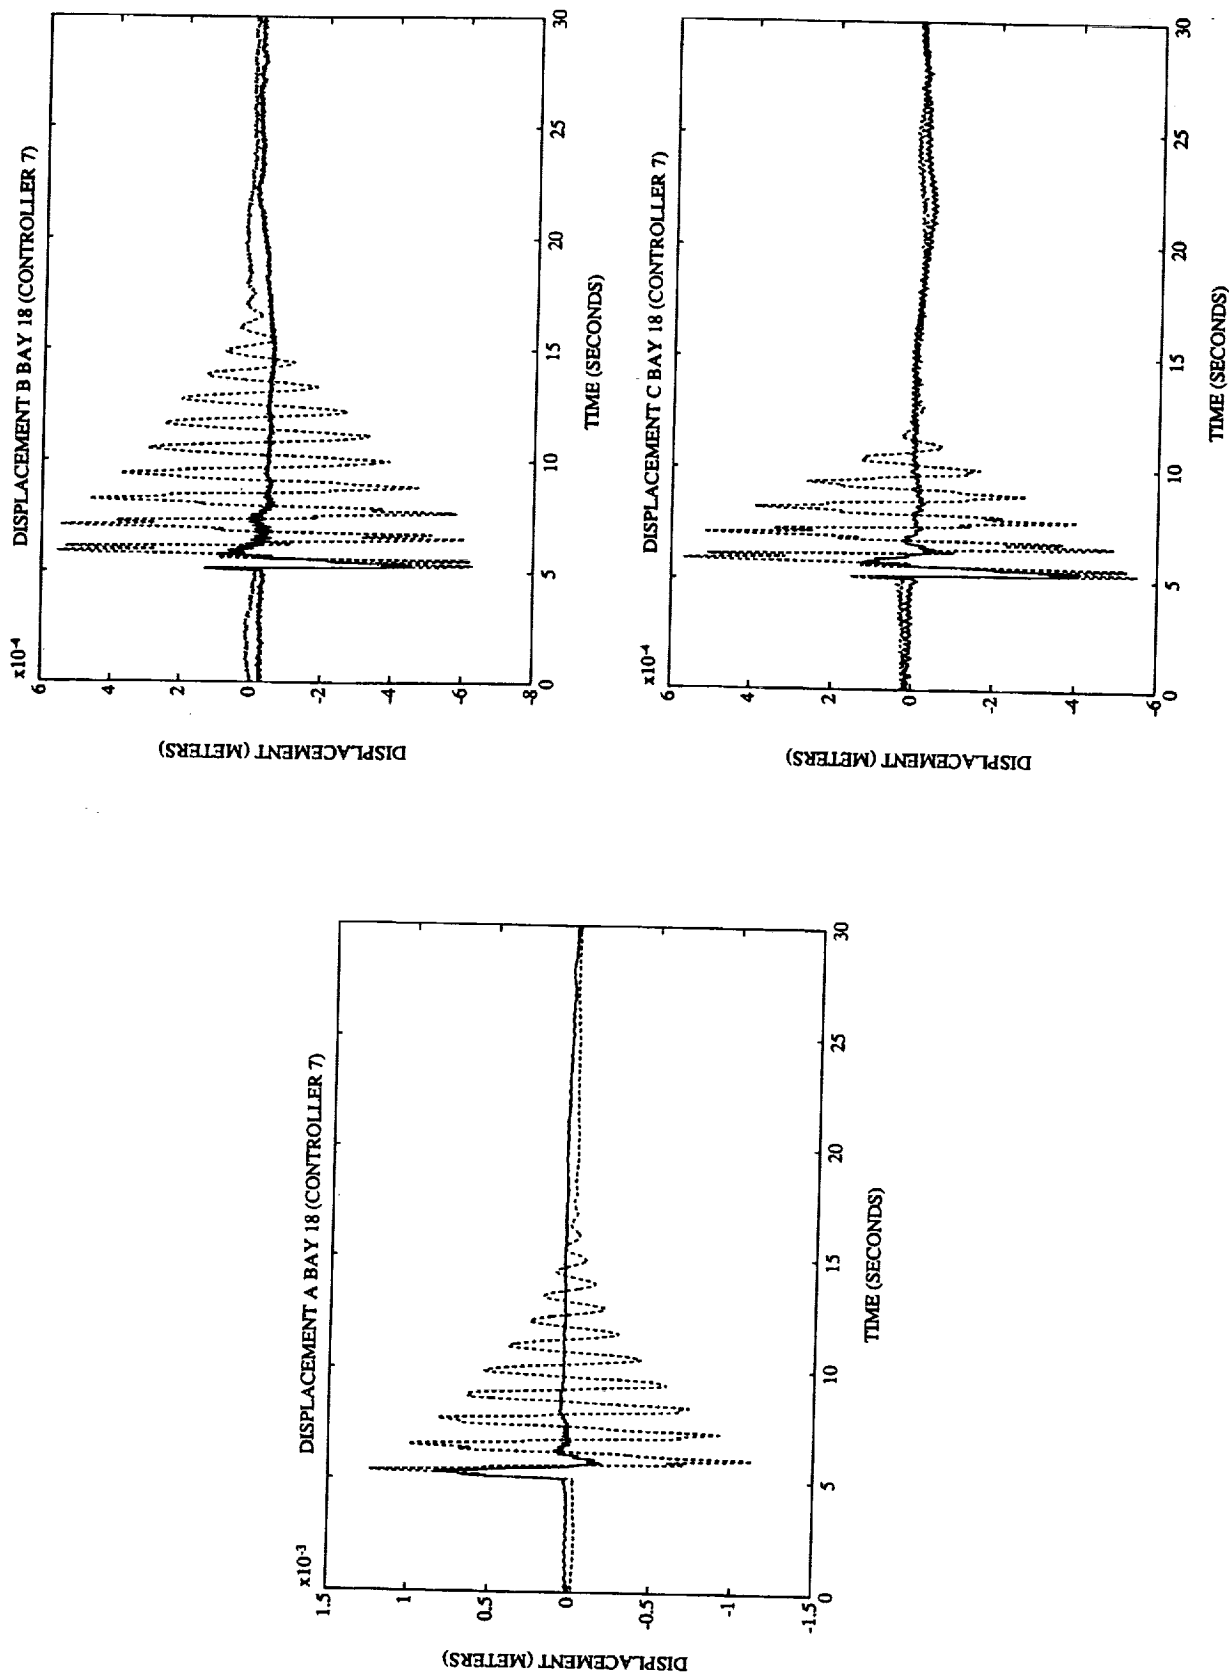 DISPLACEMENT A BAY 18 (CONTROLLER 7)
x10-3
1.5
1
0.5
0
-0.5
-1
-1.5
DISPLACEMENT (METERS)
0 5 10 15 20 25 30
TIME (SECONDS)
DISPLACEMENT B BAY 18 (CONTROLLER 7)
x10-4
6
4
2
0
-2
-4
-6
-8
DISPLACEMENT (METERS)
0 5 10 15 20 25 30
TIME (SECONDS)
DISPLACEMENT C BAY 18 (CONTROLLER 7)
x10-4
6
4
2
0
-2
-4
-6
DISPLACEMENT (METERS)
0 5 10 15 20 25 30
TIME (SECONDS)